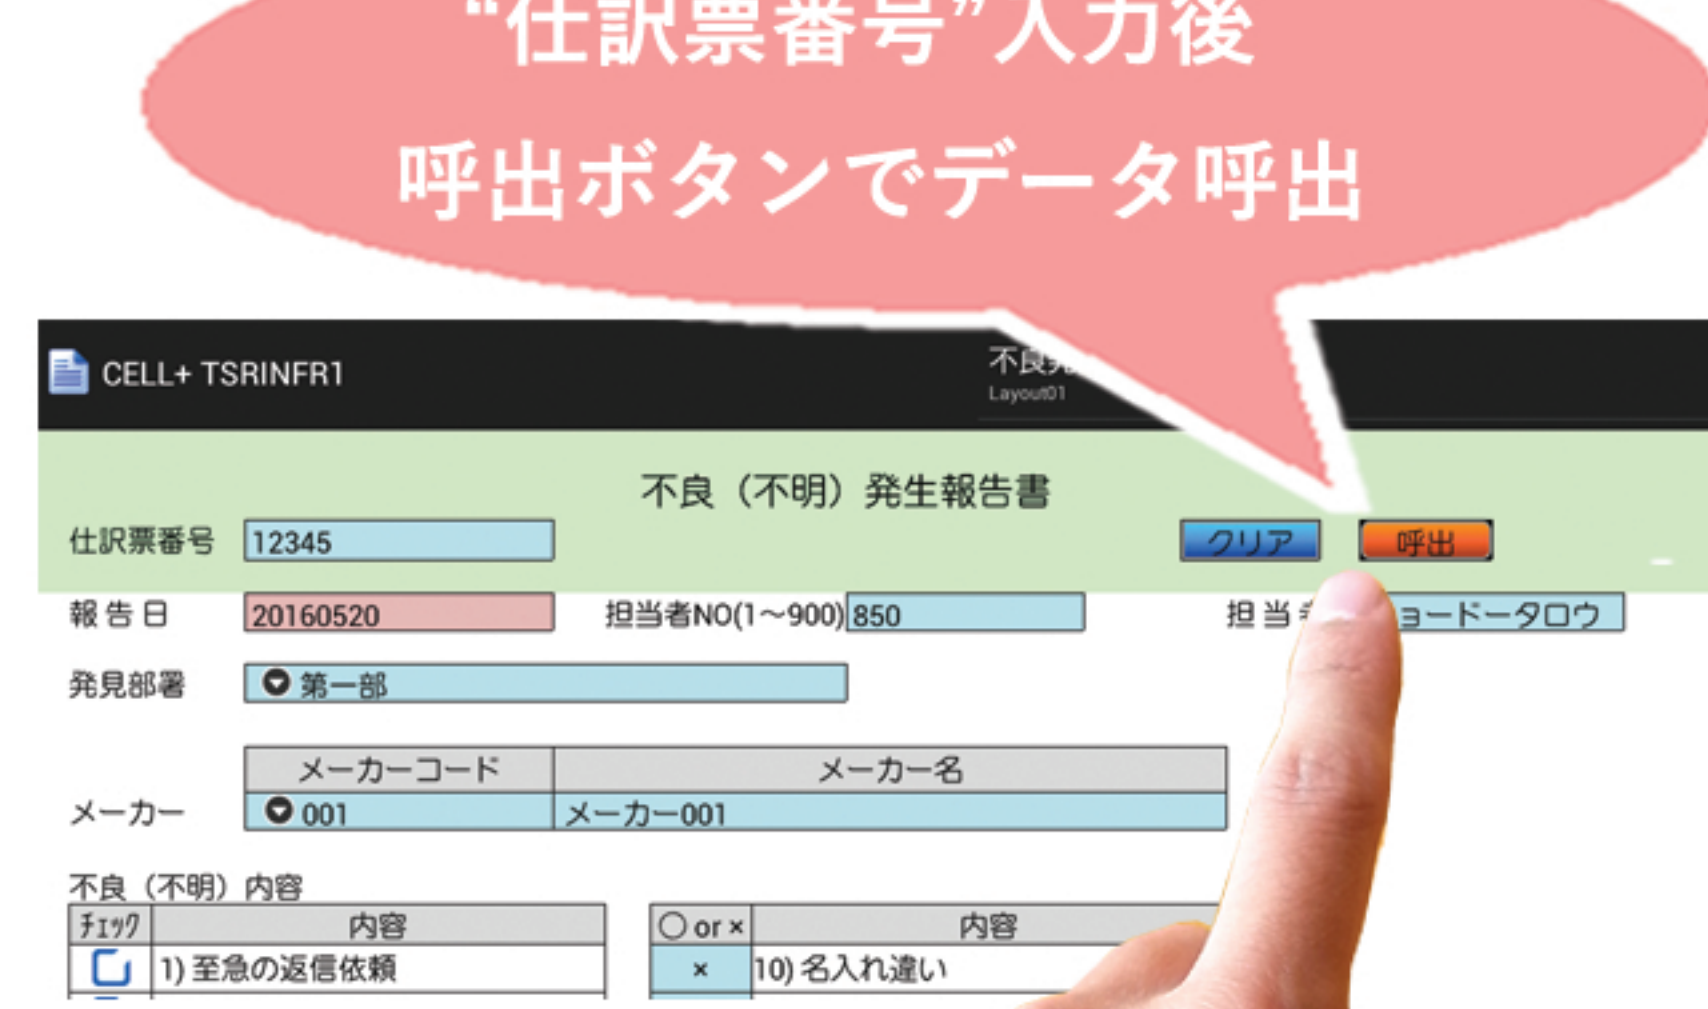 “仕訳票番号”入力後
呼出ボタンでデータ呼出
CELL+ TSRINFR1
不良発
Layout01
不良（不明）発生報告書
仕訳票番号 12345 クリア 呼出
報告日 20160520 担当者NO(1～900) 850 担当 ョードータロウ
発見部署 第一部
メーカーコード メーカー名
メーカー 001 メーカー001
不良（不明）内容
ﾁｪｯｸ 内容 〇 or × 内容
1) 至急の返信依頼 × 10) 名入れ違い